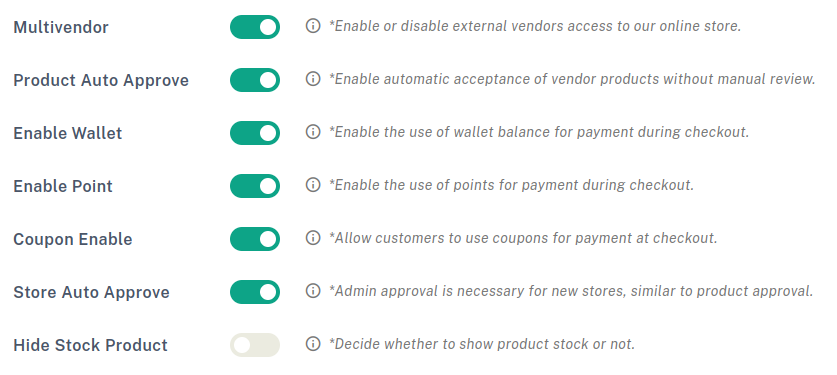 Multivendor *Enable or disable external vendors access to our online store.
Product Auto Approve *Enable automatic acceptance of vendor products without manual review.
Enable Wallet *Enable the use of wallet balance for payment during checkout.
Enable Point *Enable the use of points for payment during checkout.
Coupon Enable *Allow customers to use coupons for payment at checkout.
Store Auto Approve *Admin approval is necessary for new stores, similar to product approval.
Hide Stock Product *Decide whether to show product stock or not.